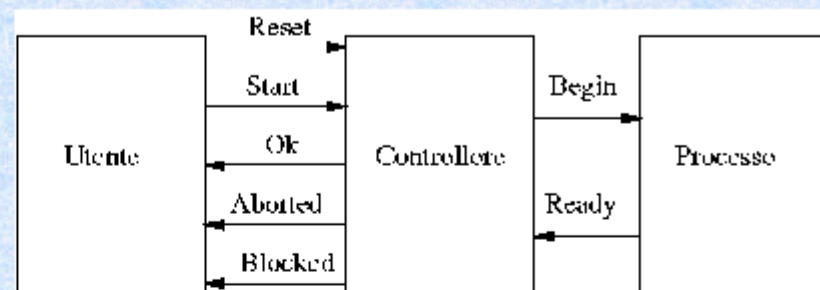 Reset
Start
Begin
Utente
Ok
Controllore
Processo
Aborted
Ready
Blocked